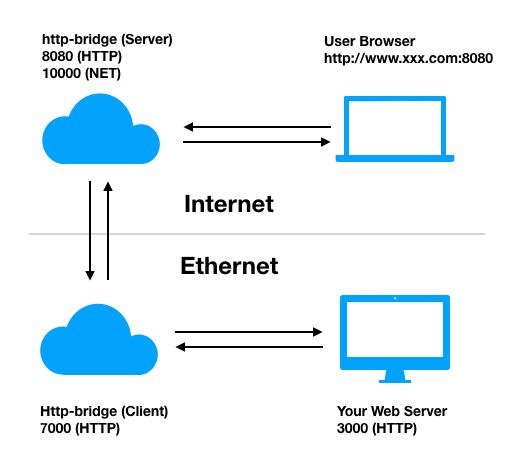 http-bridge (Server)
8080 (HTTP)
10000 (NET)
User Browser
http://www.xxx.com:8080
Internet
Ethernet
Http-bridge (Client)
7000 (HTTP)
Your Web Server
3000 (HTTP)